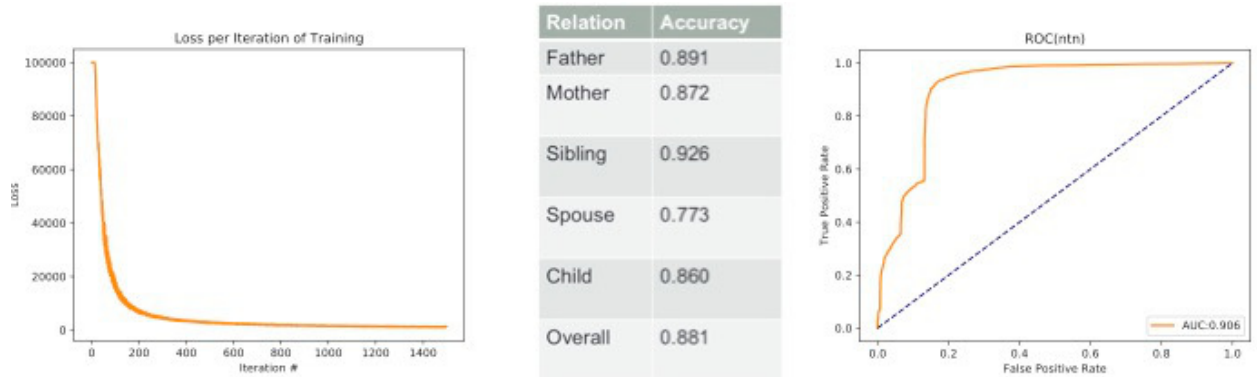 Loss per Iteration of Training
100000
80000
60000
40000
20000
0
Loss
0 200 400 600 800 1000 1200 1400
Iteration #
Relation Accuracy
Father 0.891
Mother 0.872
Sibling 0.926
Spouse 0.773
Child 0.860
Overall 0.881
ROC(ntn)
1.0
0.8
0.6
0.4
0.2
0.0
True Positive Rate
AUC:0.906
0.0 0.2 0.4 0.6 0.8 1.0
False Positive Rate